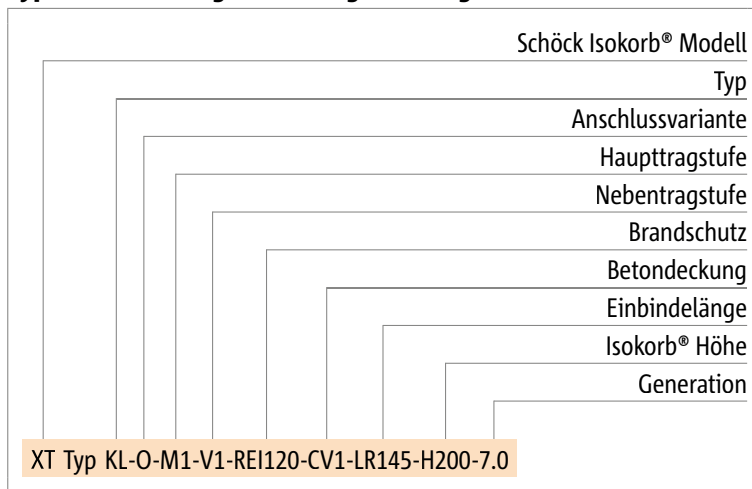 Schöck Isokorb® Modell
Typ
Anschlussvariante
Haupttragstufe
Nebentragstufe
Brandschutz
Betondeckung
Einbindelänge
Isokorb® Höhe
Generation
XT Typ KL-O-M1-V1-REI120-CV1-LR145-H200-7.0